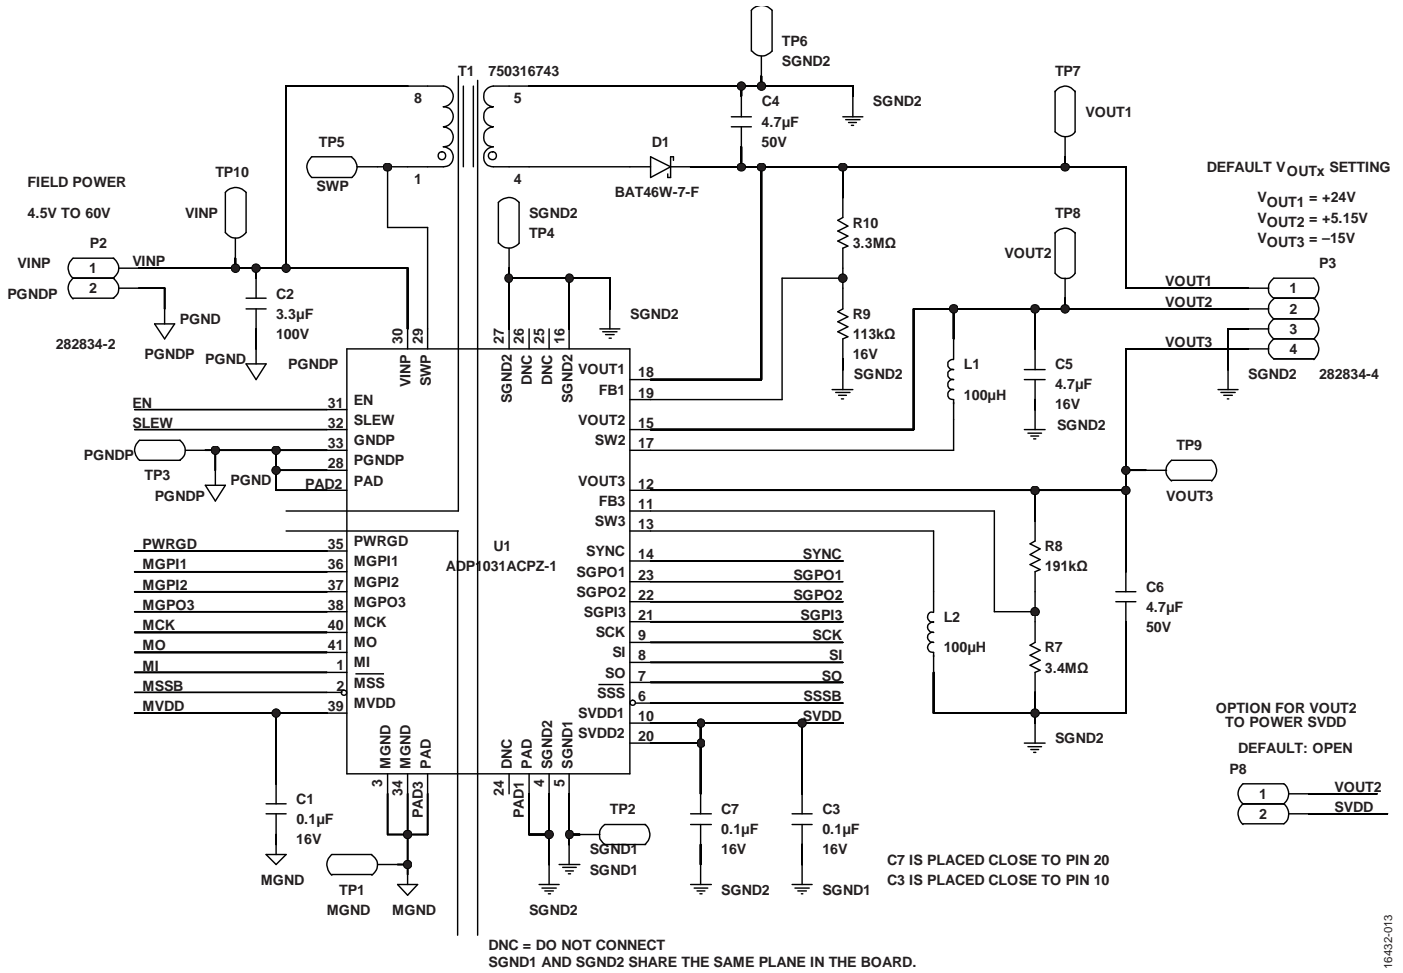 TP6
SGND2
T1 750316743
TP7
8
5
C4
4.7µF
50V
SGND2
VOUT1
TP5
SWP
1
4
D1
BAT46W-7-F
DEFAULT VOUTx SETTING
VOUT1 = +24V
VOUT2 = +5.15V
VOUT3 = –15V
FIELD POWER
4.5V TO 60V
TP10
VINP
SGND2
TP4
R10
3.3MΩ
TP8
VOUT2
P2
VINP
1
VINP
PGNDP
2
PGND
PGNDP
282834-2
C2
3.3µF
100V
PGND
PGNDP
SGND2
R9
113kΩ
16V
SGND2
P3
VOUT1
1
VOUT2
2
3
VOUT3
4
SGND2 282834-4
L1
100µH
C5
4.7µF
16V
SGND2
30
29
27
26
25
16
VINP
SWP
SGND2
DNC
DNC
SGND2
VOUT1 18
FB1 19
VOUT2 15
SW2 17
VOUT3 12
FB3 11
SW3 13
EN 31 EN
SLEW 32 SLEW
33 GNDP
28 PGNDP
PAD2 PAD
PGNDP
TP3
PGNDP
PGND
TP9
VOUT3
PWRGD 35 PWRGD
MGPI1 36 MGPI1
MGPI2 37 MGPI2
MGPO3 38 MGPO3
MCK 40 MCK
MO 41 MO
MI 1 MI
MSSB 2 MSS
MVDD 39 MVDD
U1
ADP1031ACPZ-1
SYNC 14 SYNC
SGPO1 23 SGPO1
SGPO2 22 SGPO2
SGPI3 21 SGPI3
SCK 9 SCK
SI 8 SI
SO 7 SO
SSS 6 SSSB
SVDD1 10 SVDD
SVDD2 20
R8
191kΩ
C6
4.7µF
50V
L2
100µH
R7
3.4MΩ
SGND2
OPTION FOR VOUT2
TO POWER SVDD
DEFAULT: OPEN
P8
1 VOUT2
2 SVDD
MGND
MGND
PAD
3
34
PAD3
DNC
PAD
SGND2
SGND1
24
PAD1
4
5
C1
0.1µF
16V
MGND
TP1
MGND
MGND
TP2
SGND1
SGND1
SGND2
C7
0.1µF
16V
SGND2
C3
0.1µF
16V
SGND1
C7 IS PLACED CLOSE TO PIN 20
C3 IS PLACED CLOSE TO PIN 10
DNC = DO NOT CONNECT
SGND1 AND SGND2 SHARE THE SAME PLANE IN THE BOARD.
16432-013